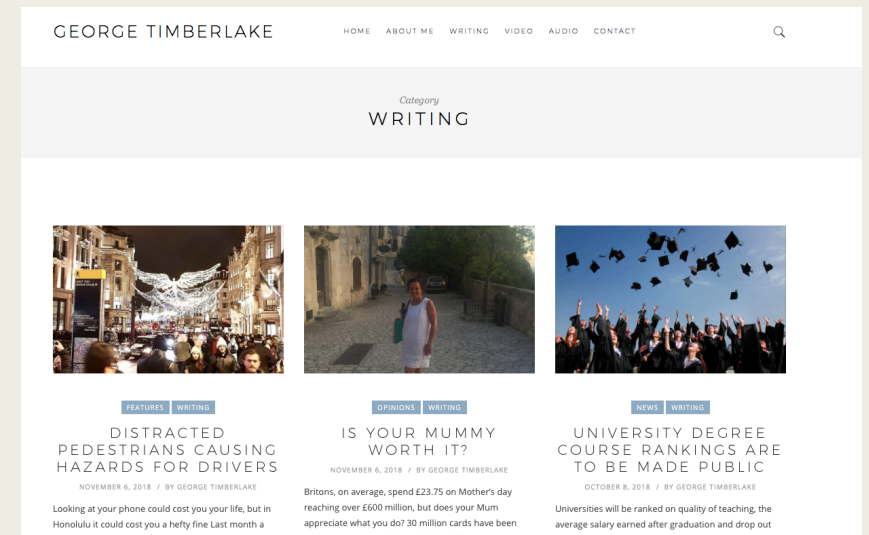 GEORGE TIMBERLAKE
HOME ABOUT ME WRITING VIDEO AUDIO CONTACT
Category
WRITING
FEATURES WRITING
DISTRACTED
PEDESTRIANS CAUSING
HAZARDS FOR DRIVERS
NOVEMBER 6, 2018 / BY GEORGE TIMBERLAKE
Looking at your phone could cost you your life, but in
Honolulu it could cost you a hefty fine Last month a
OPINIONS WRITING
IS YOUR MUMMY
WORTH IT?
NOVEMBER 6, 2018 / BY GEORGE TIMBERLAKE
Britons, on average, spend £23.75 on Mother's day
reaching over £600 million, but does your Mum
appreciate what you do? 30 million cards have been
NEWS WRITING
UNIVERSITY DEGREE
COURSE RANKINGS ARE
TO BE MADE PUBLIC
OCTOBER 8, 2018 / BY GEORGE TIMBERLAKE
Universities will be ranked on quality of teaching, the
average salary earned after graduation and drop out